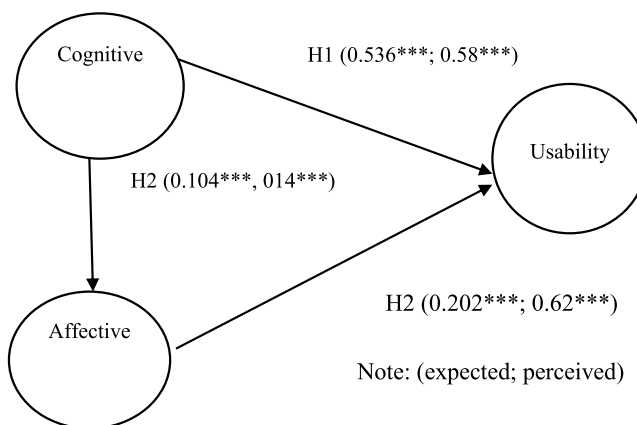 Cognitive
H1 (0.536***; 0.58***)
Usability
H2 (0.104***, 014***)
H2 (0.202***; 0.62***)
Affective
Note: (expected; perceived)